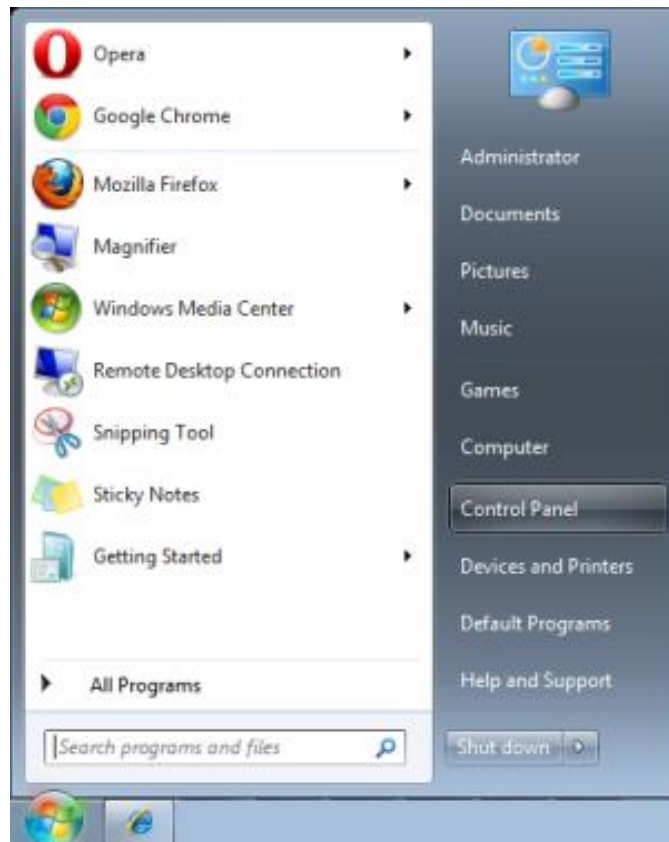 Opera
Google Chrome
Mozilla Firefox
Magnifier
Windows Media Center
Remote Desktop Connection
Snipping Tool
Sticky Notes
Getting Started
All Programs
Search programs and files
Administrator
Documents
Pictures
Music
Games
Computer
Control Panel
Devices and Printers
Default Programs
Help and Support
Shut down